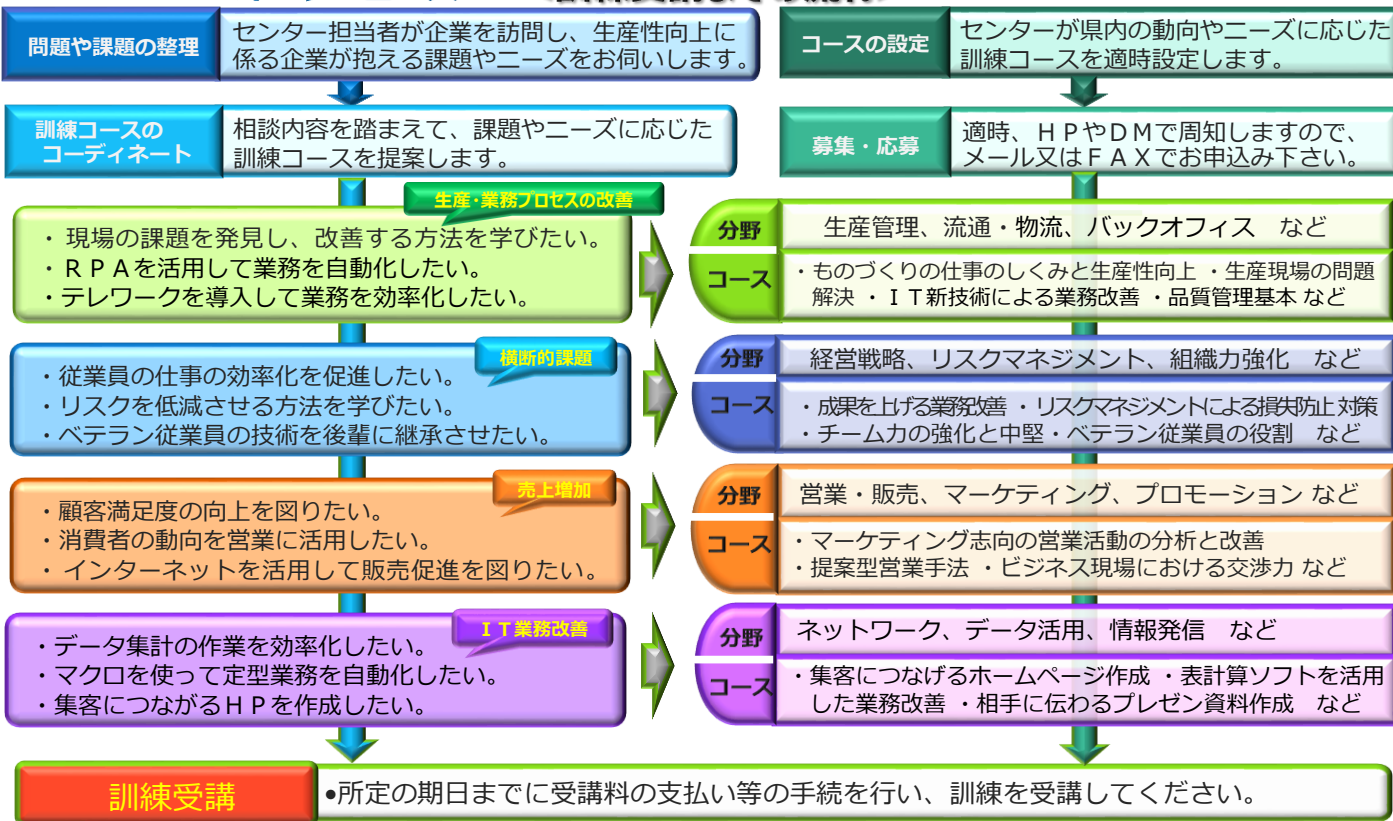 問題や課題の整理
センター担当者が企業を訪問し、生産性向上に
係る企業が抱える課題やニーズをお伺いします。
コースの設定
センターが県内の動向やニーズに応じた
訓練コースを適時設定します。
訓練コースの
コーディネート
相談内容を踏まえて、課題やニーズに応じた
訓練コースを提案します。
募集・応募
適時、ＨＰやＤＭで周知しますので、
メール又はＦＡＸでお申込み下さい。
生産・業務プロセスの改善
・現場の課題を発見し、改善する方法を学びたい。
・ＲＰＡを活用して業務を自動化したい。
・テレワークを導入して業務を効率化したい。
分野
生産管理、流通・物流、バックオフィス　など
コース
・ものづくりの仕事のしくみと生産性向上 ・生産現場の問題
解決 ・ＩＴ新技術による業務改善 ・品質管理基本 など
横断的課題
・従業員の仕事の効率化を促進したい。
・リスクを低減させる方法を学びたい。
・ベテラン従業員の技術を後輩に継承させたい。
分野
経営戦略、リスクマネジメント、組織力強化　など
コース
・成果を上げる業務改善 ・リスクマネジメントによる損失防止対策
・チーム力の強化と中堅・ベテラン従業員の役割　など
売上増加
・顧客満足度の向上を図りたい。
・消費者の動向を営業に活用したい。
・インターネットを活用して販売促進を図りたい。
分野
営業・販売、マーケティング、プロモーション など
コース
・マーケティング志向の営業活動の分析と改善
・提案型営業手法 ・ビジネス現場における交渉力 など
ＩＴ業務改善
・データ集計の作業を効率化したい。
・マクロを使って定型業務を自動化したい。
・集客につながるＨＰを作成したい。
分野
ネットワーク、データ活用、情報発信　など
コース
・集客につなげるホームページ作成 ・表計算ソフトを活用
した業務改善 ・相手に伝わるプレゼン資料作成　など
訓練受講
•所定の期日までに受講料の支払い等の手続を行い、訓練を受講してください。